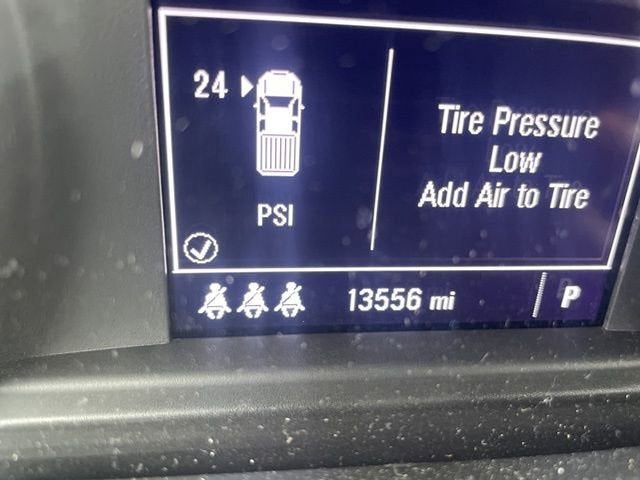 24
PSI
Tire Pressure
Low
Add Air to Tire
13556 mi
P